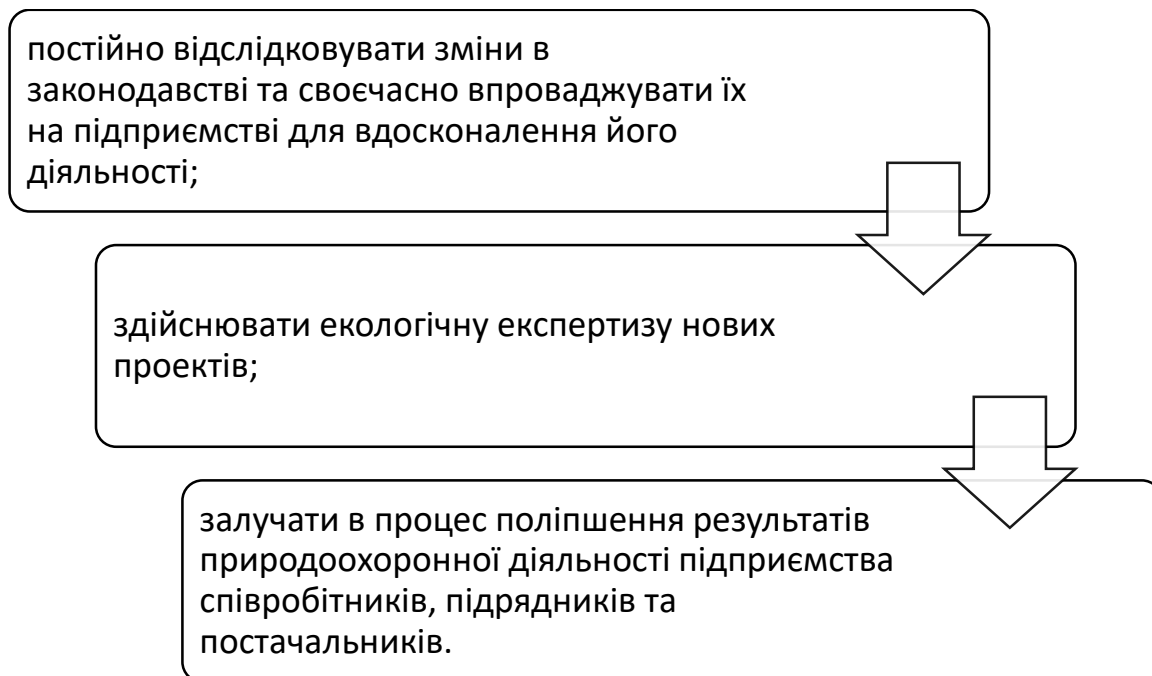 постійно відслідковувати зміни в
законодавстві та своєчасно впроваджувати їх
на підприємстві для вдосконалення його
діяльності;
здійснювати екологічну експертизу нових
проектів;
залучати в процес поліпшення результатів
природоохоронної діяльності підприємства
співробітників, підрядників та
постачальників.